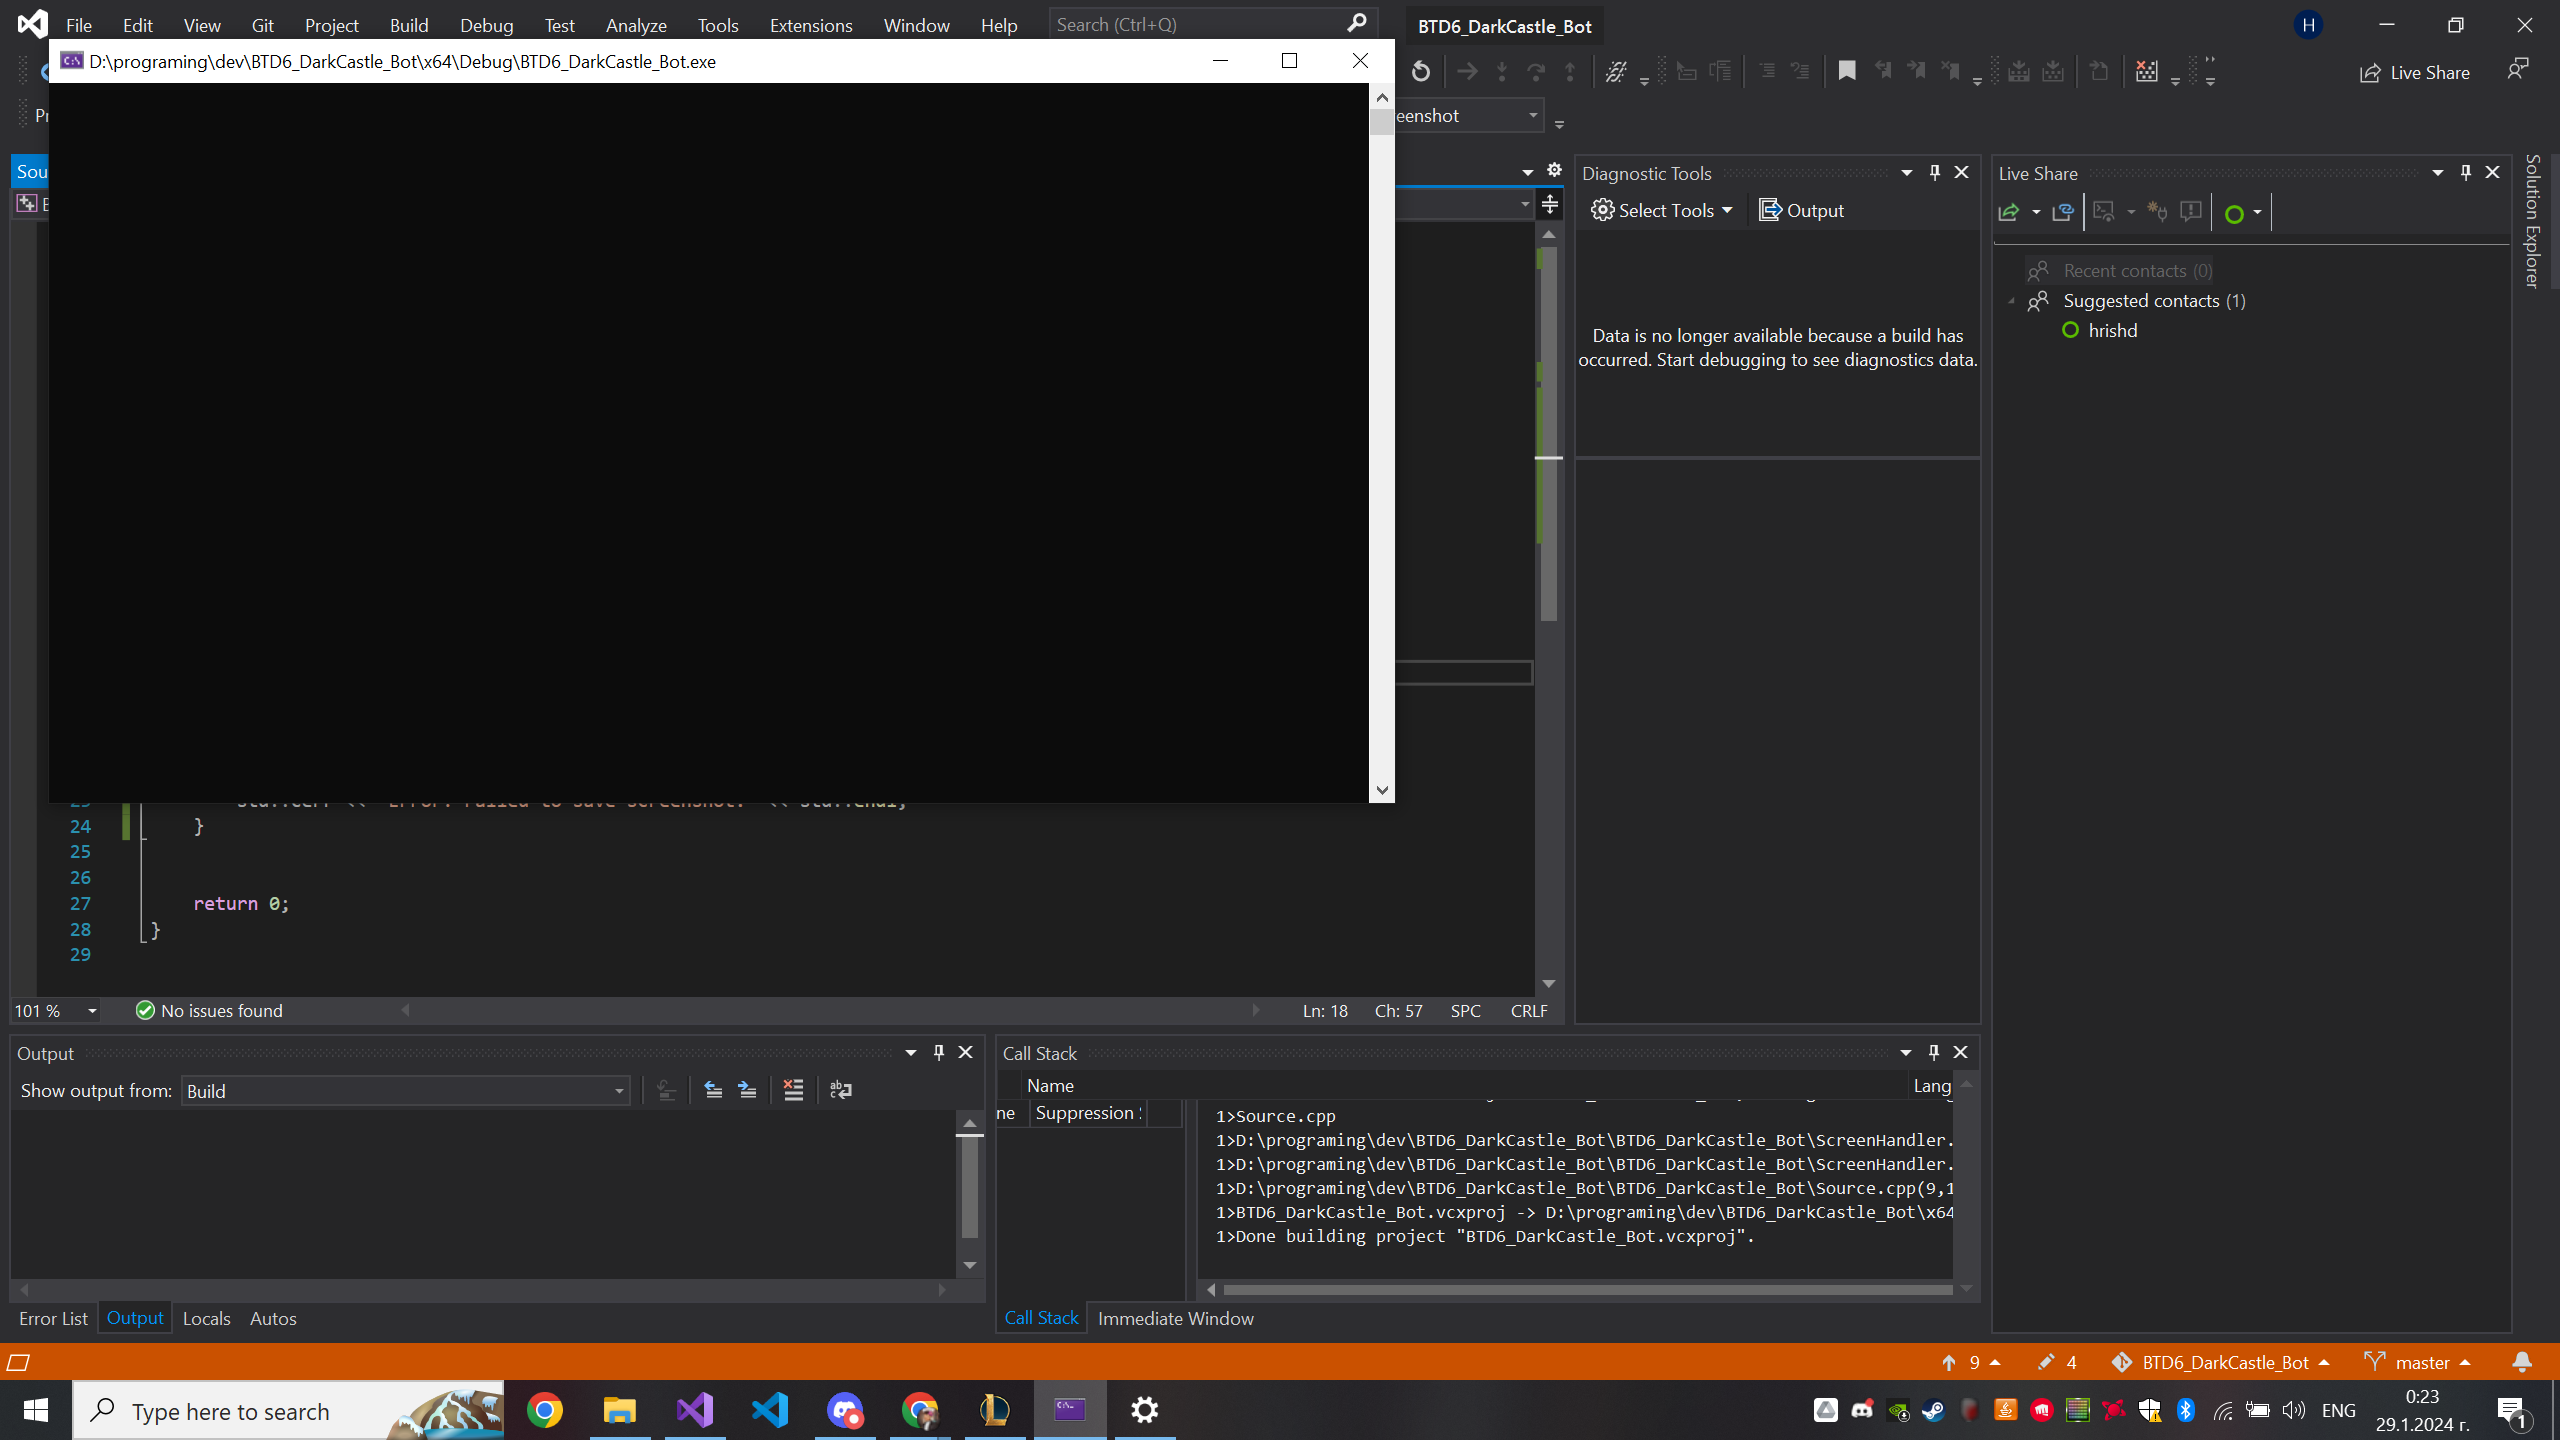 File Edit View Git Project Build Debug Test Analyze Tools Extensions Window Help Search (Ctrl+Q) BTD6_DarkCastle_Bot H
D:\programing\dev\BTD6_DarkCastle_Bot\x64\Debug\BTD6_DarkCastle_Bot.exe
Live Share
Pr
eenshot
Sou
Diagnostic Tools
Select Tools Output
Data is no longer available because a build has
occurred. Start debugging to see diagnostics data.
Live Share
Recent contacts (0)
Suggested contacts (1)
hrishd
Solution Explorer
24 }
25
26
27 return 0;
28 }
29
101 % No issues found Ln: 18 Ch: 57 SPC CRLF
Output
Show output from: Build
Error List Output Locals Autos
Call Stack
Name Lang
ne Suppression
1>Source.cpp
1>D:\programing\dev\BTD6_DarkCastle_Bot\BTD6_DarkCastle_Bot\ScreenHandler.
1>D:\programing\dev\BTD6_DarkCastle_Bot\BTD6_DarkCastle_Bot\ScreenHandler.
1>D:\programing\dev\BTD6_DarkCastle_Bot\BTD6_DarkCastle_Bot\Source.cpp(9,1
1>BTD6_DarkCastle_Bot.vcxproj -> D:\programing\dev\BTD6_DarkCastle_Bot\x64
1>Done building project "BTD6_DarkCastle_Bot.vcxproj".
Call Stack Immediate Window
9 4 BTD6_DarkCastle_Bot master
Type here to search
ENG
0:23
29.1.2024 г.
1